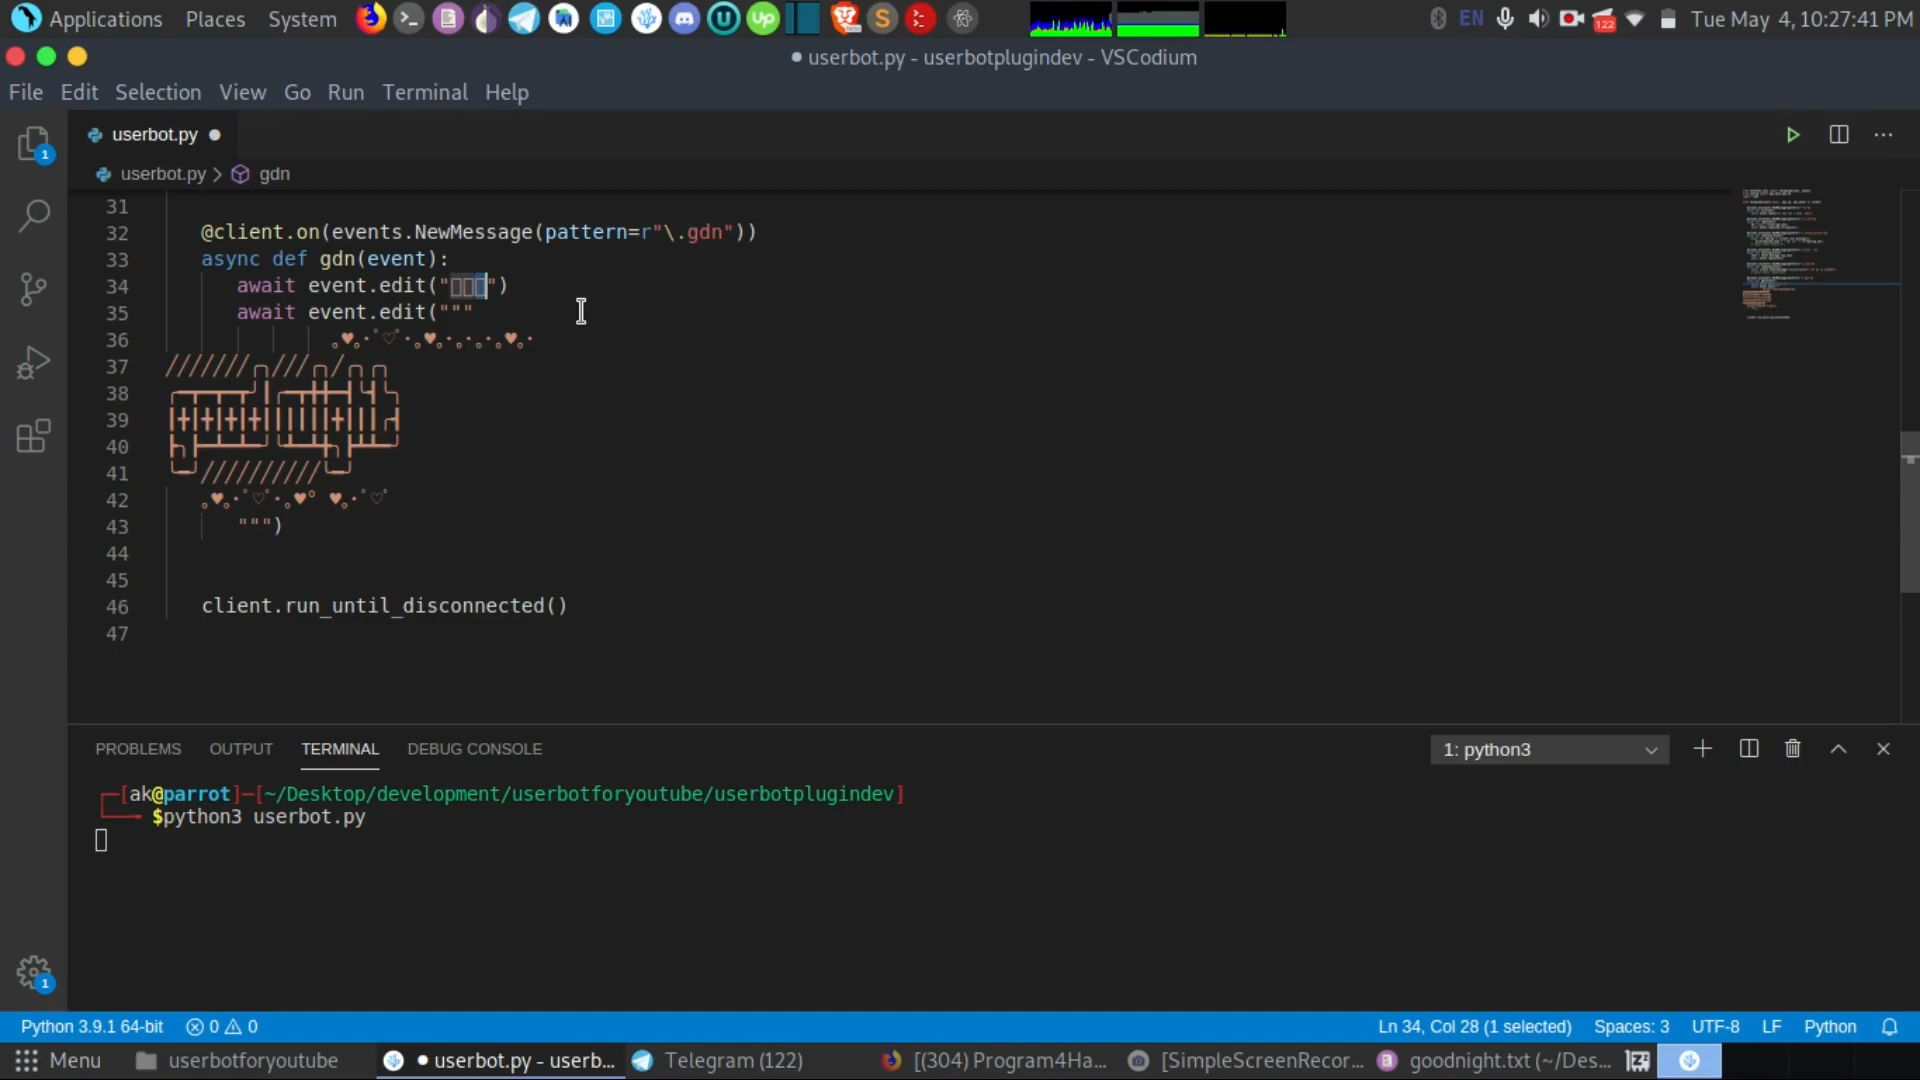 Applications Places System
122 Tue May 4, 10:27:41 PM
EN
● userbot.py - userbotplugindev - VSCodium
File Edit Selection View Go Run Terminal Help
userbot.py ●
userbot.py > gdn
31
32 @client.on(events.NewMessage(pattern=r"\.gdn"))
33 async def gdn(event):
34 await event.edit("▯▯▯")
35 await event.edit("""
36 ｡♥｡･ﾟ♡ﾟ･｡♥｡･｡･｡･｡♥｡･
37 ///////╭╮///╭╮/╭╮╭╮
38
39
40
41 ╰━╯//////////╰━╯
42 ｡♥｡･ﾟ♡ﾟ･｡♥° ♥｡･ﾟ♡ﾟ
43 """)
44
45
46 client.run_until_disconnected()
47
PROBLEMS OUTPUT TERMINAL DEBUG CONSOLE
1: python3
┌─[ak@parrot]─[~/Desktop/development/userbotforyoutube/userbotplugindev]
└──╼ $python3 userbot.py
Python 3.9.1 64-bit 0 0
Ln 34, Col 28 (1 selected) Spaces: 3 UTF-8 LF Python
Menu userbotforyoutube ● userbot.py - userb... Telegram (122) [(304) Program4Ha... [SimpleScreenRecor... goodnight.txt (~/Des...